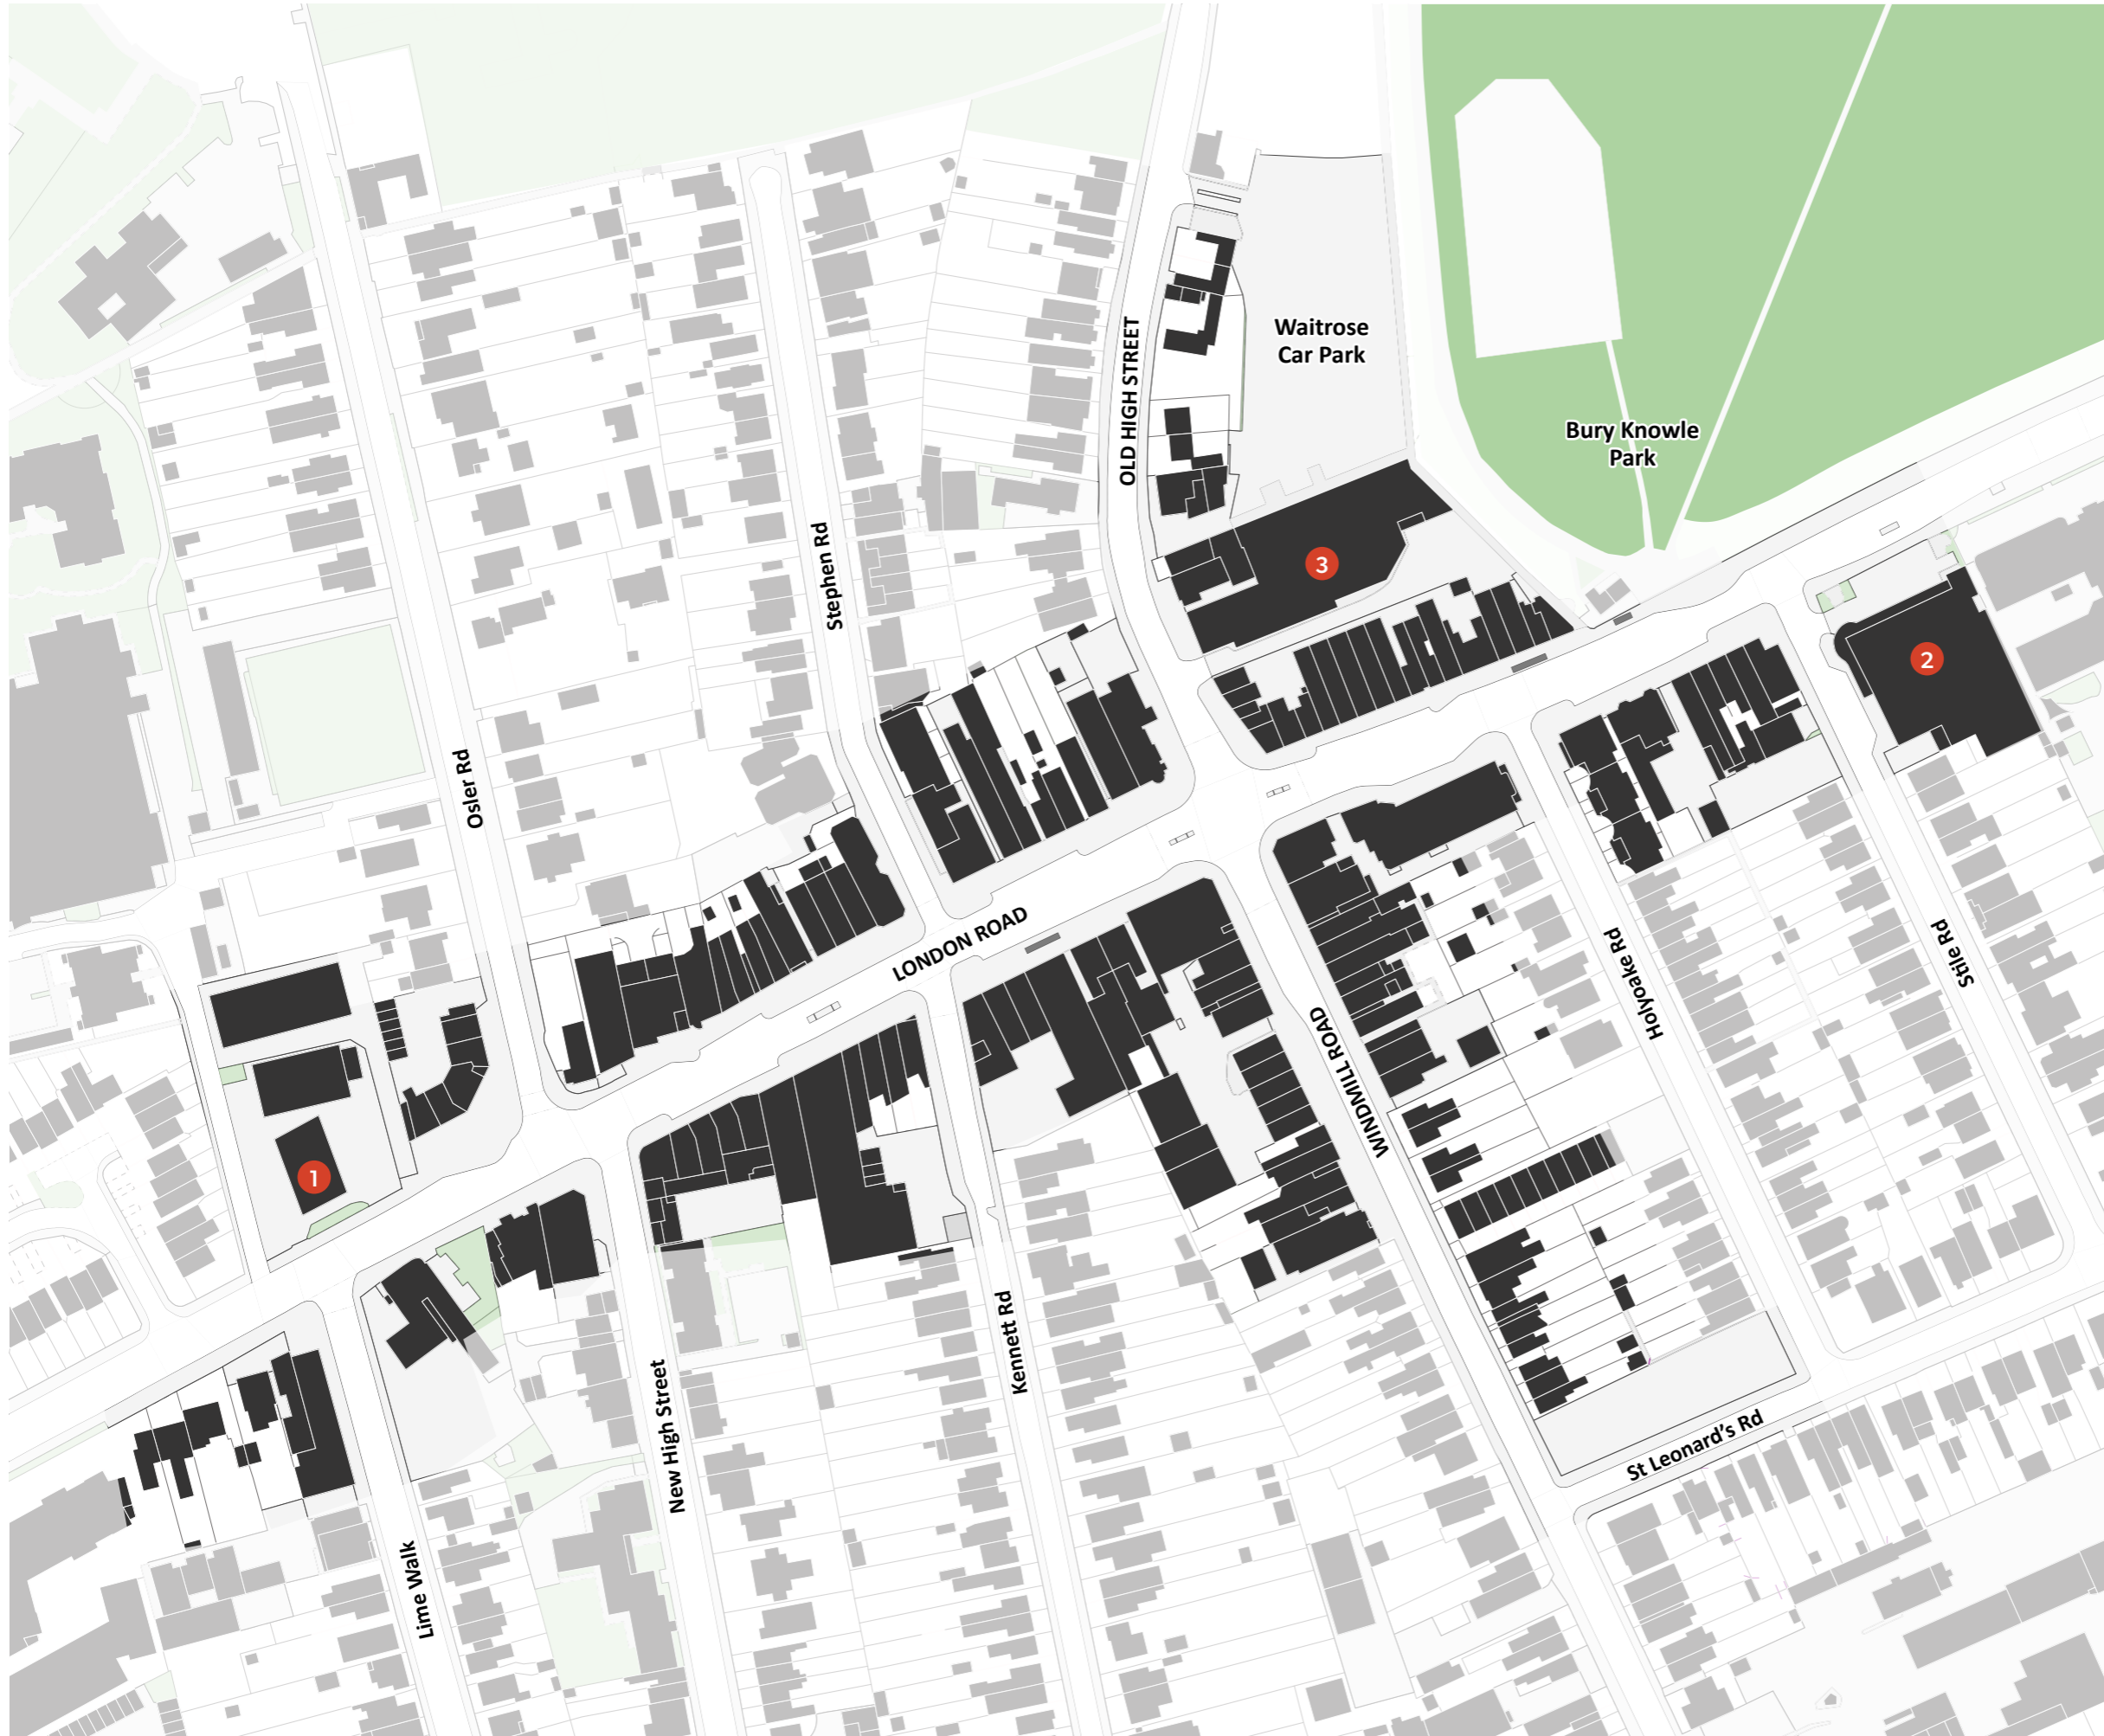 Waitrose
Car Park
OLD HIGH STREET
Bury Knowle
Park
3
Stephen Rd
2
Osler Rd
LONDON ROAD
Holyoake Rd
Stile Rd
WINDMILL ROAD
1
Kennett Rd
New High Street
St Leonard's Rd
Lime Walk